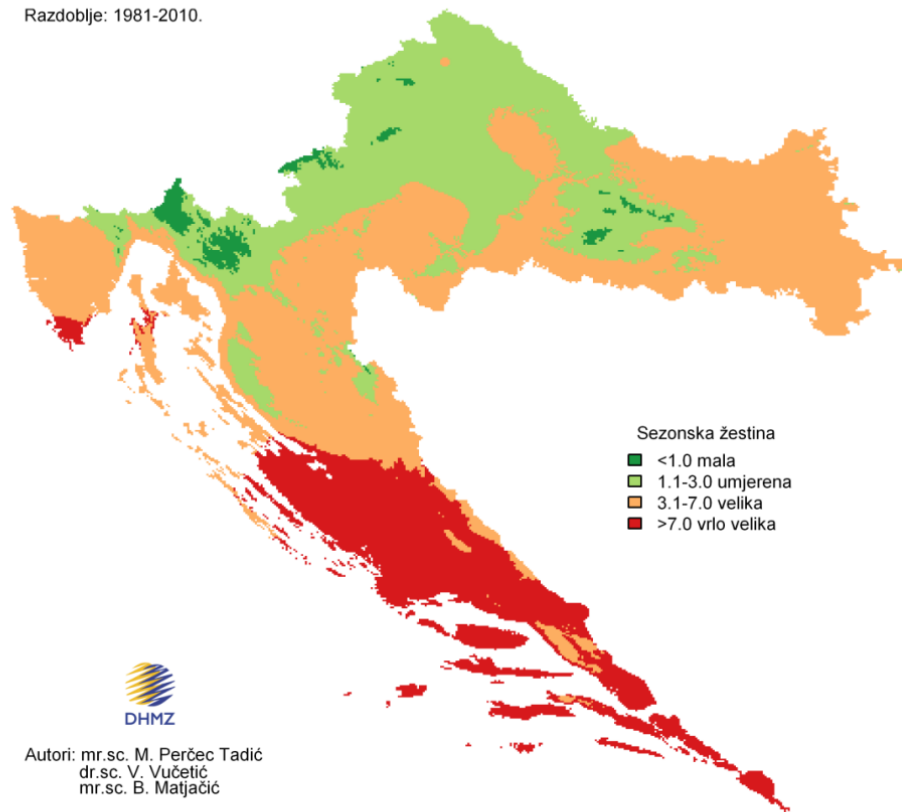 Razdoblje: 1981-2010.
Sezonska žestina
<1.0 mala
1.1-3.0 umjerena
3.1-7.0 velika
>7.0 vrlo velika
DHMZ
Autori: mr.sc. M. Perčec Tadić
dr.sc. V. Vučetić
mr.sc. B. Matjačić